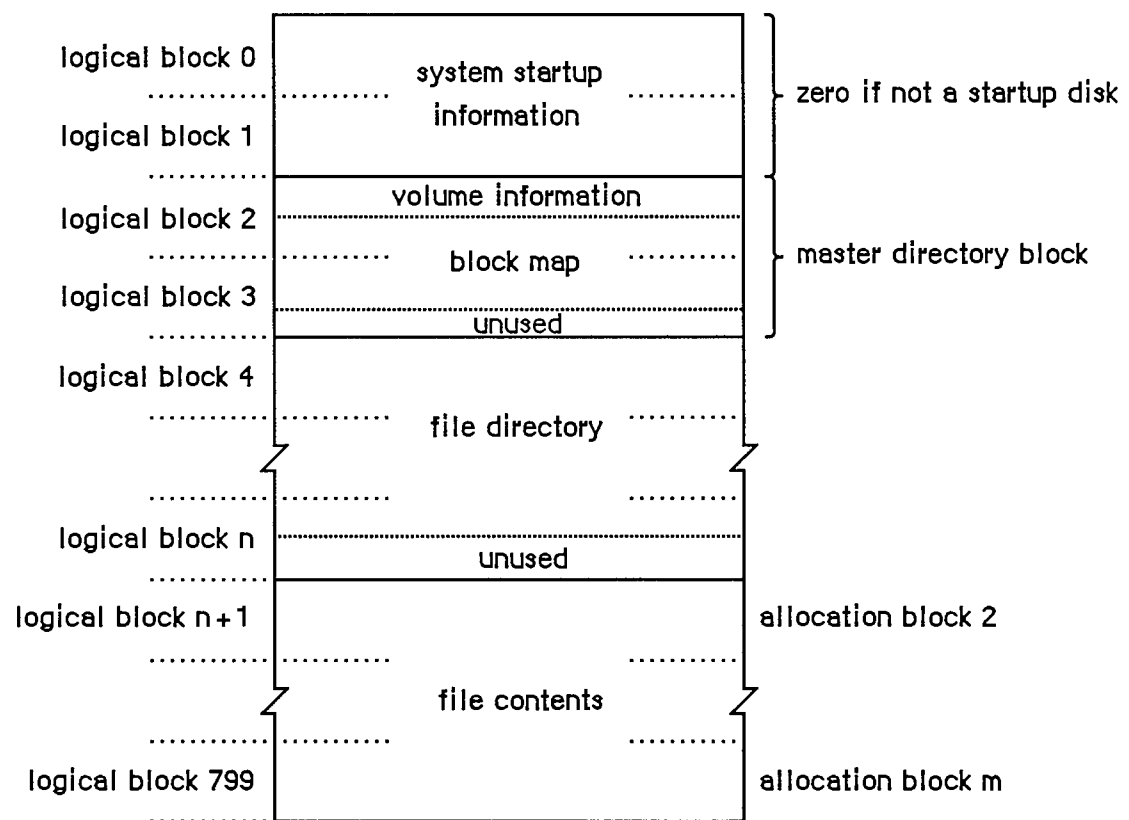 logical block 0
system startup
information
zero if not a startup disk
logical block 1
volume information
logical block 2
block map
master directory block
logical block 3
unused
logical block 4
file directory
logical block n
unused
logical block n+1
allocation block 2
file contents
logical block 799
allocation block m